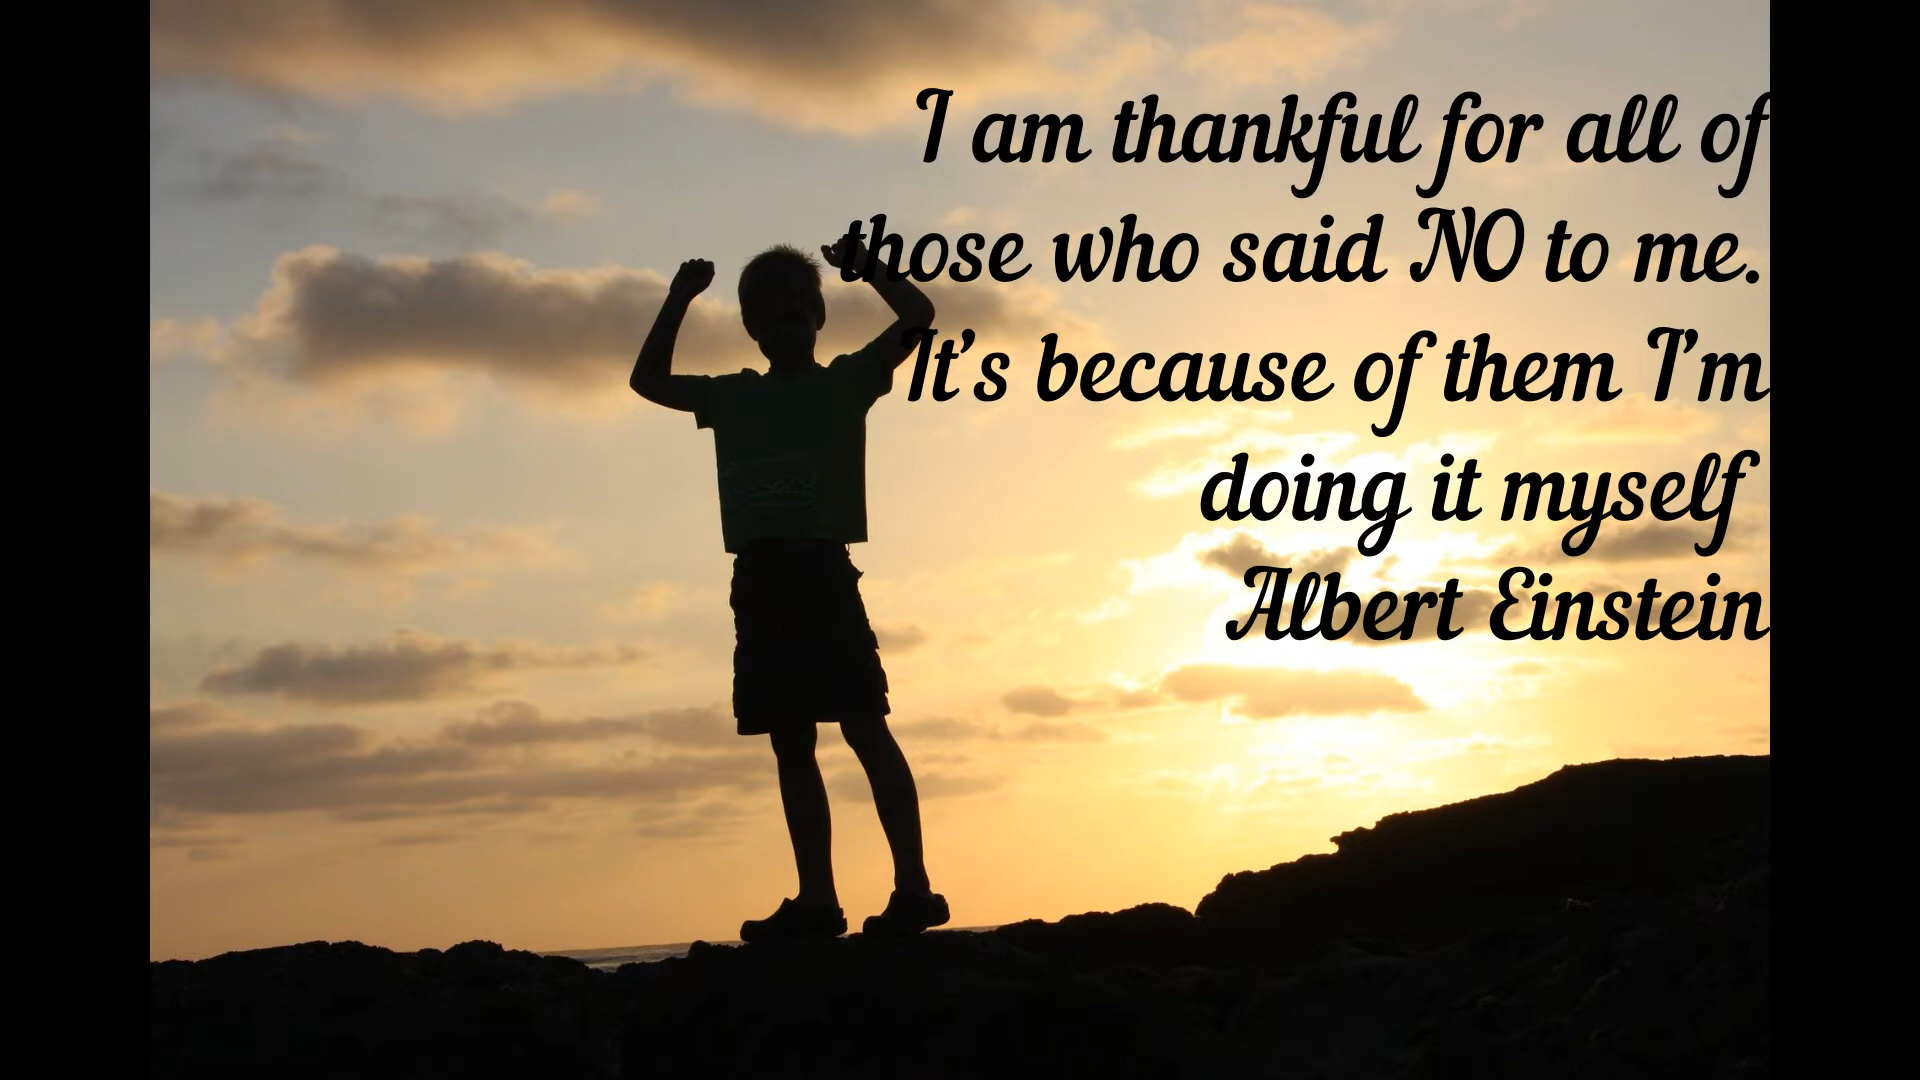 I am thankful for all of
those who said NO to me.
It's because of them I'm
doing it myself
Albert Einstein